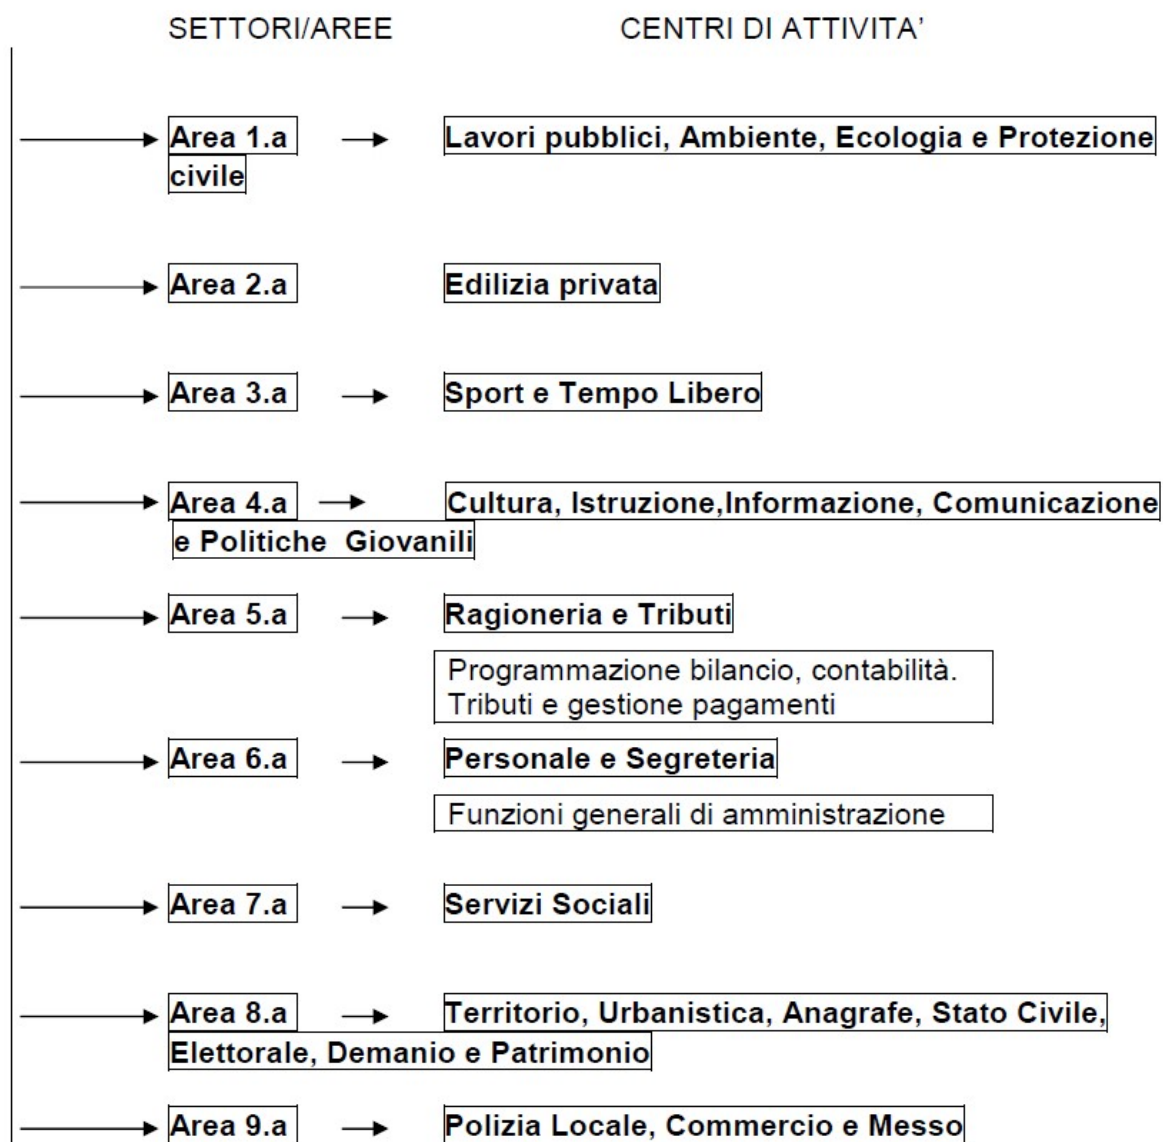 SETTORI/AREE CENTRI DI ATTIVITA’
Area 1.a Lavori pubblici, Ambiente, Ecologia e Protezione
civile
Area 2.a Edilizia privata
Area 3.a Sport e Tempo Libero
Area 4.a Cultura, Istruzione,Informazione, Comunicazione
e Politiche Giovanili
Area 5.a Ragioneria e Tributi
Programmazione bilancio, contabilità.
Tributi e gestione pagamenti
Area 6.a Personale e Segreteria
Funzioni generali di amministrazione
Area 7.a Servizi Sociali
Area 8.a Territorio, Urbanistica, Anagrafe, Stato Civile,
Elettorale, Demanio e Patrimonio
Area 9.a Polizia Locale, Commercio e Messo